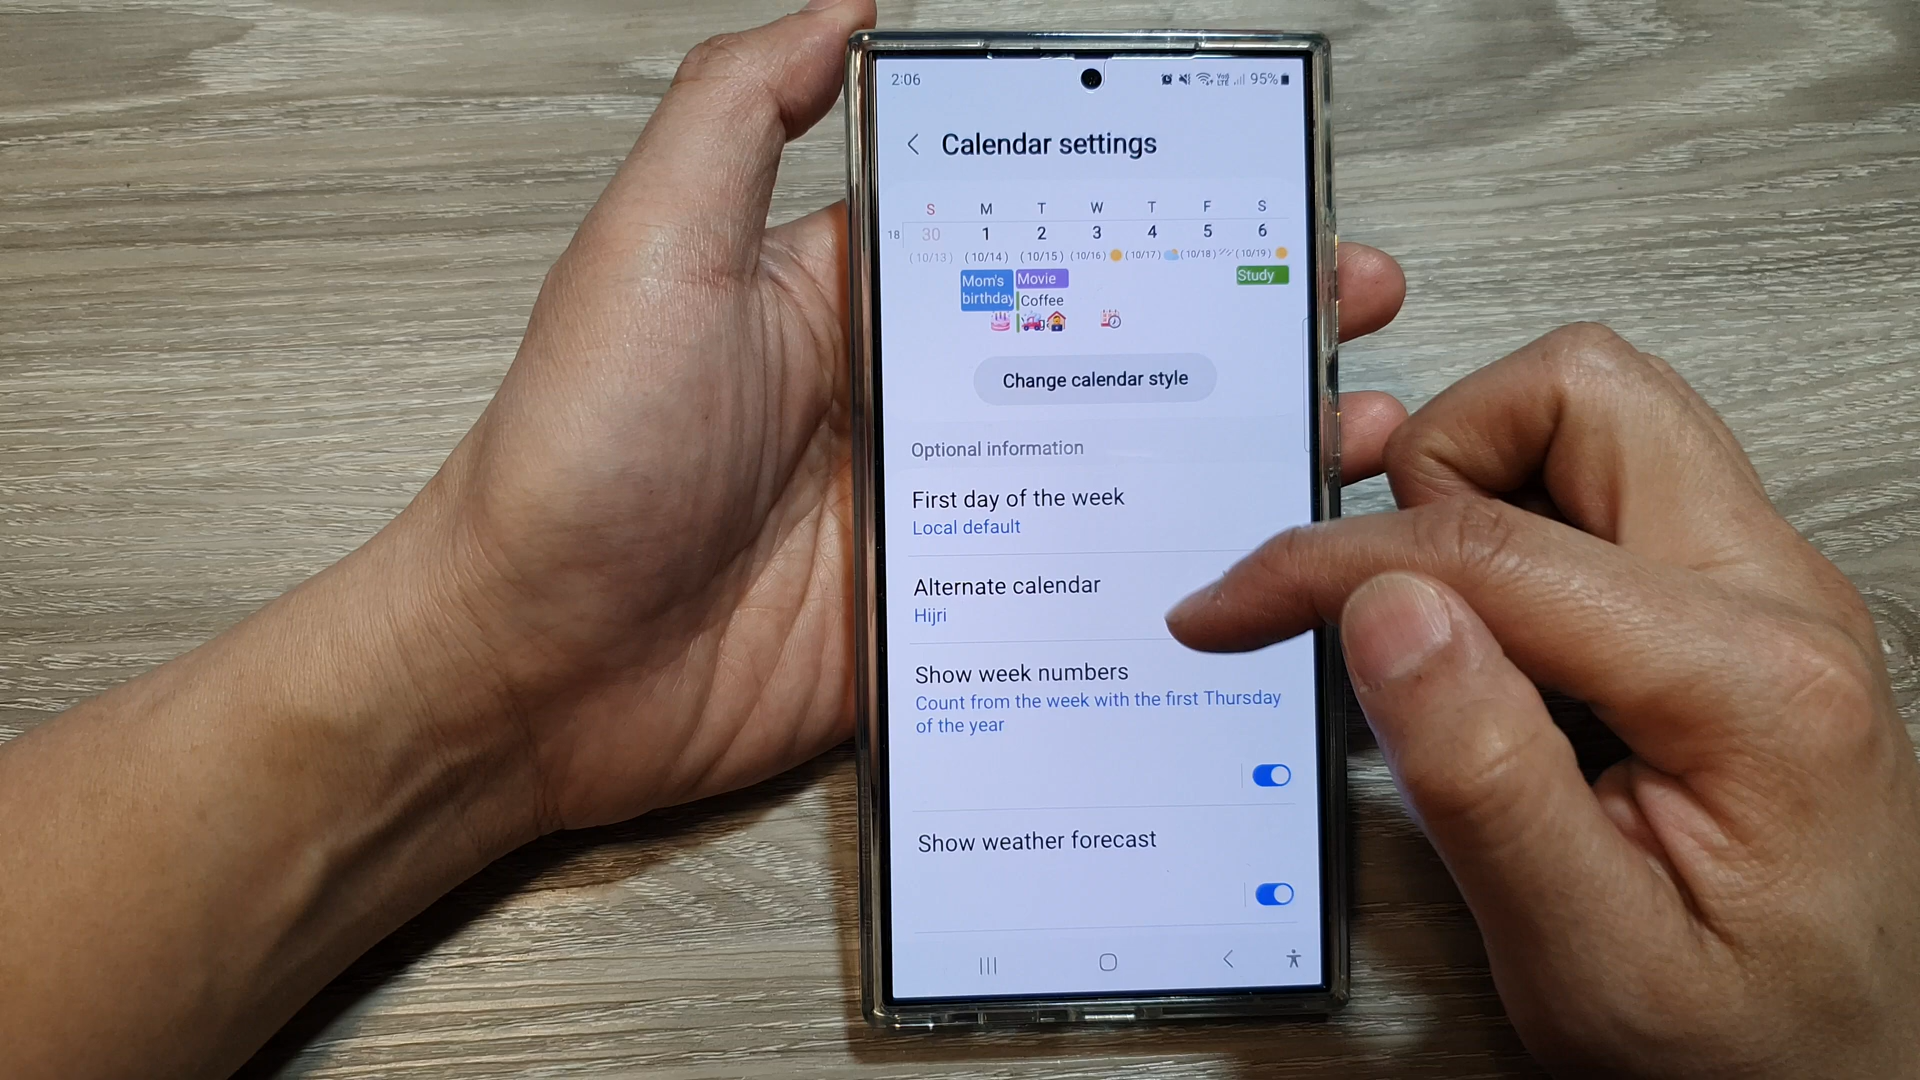 2:06 95%
Calendar settings
S M T W T F S
18 30 1 2 3 4 5 6
(10/13) (10/14) (10/15) (10/16) (10/17) (10/18) (10/19)
Mom's birthday Movie Study
Coffee
Change calendar style
Optional information
First day of the week
Local default
Alternate calendar
Hijri
Show week numbers
Count from the week with the first Thursday
of the year
Show weather forecast